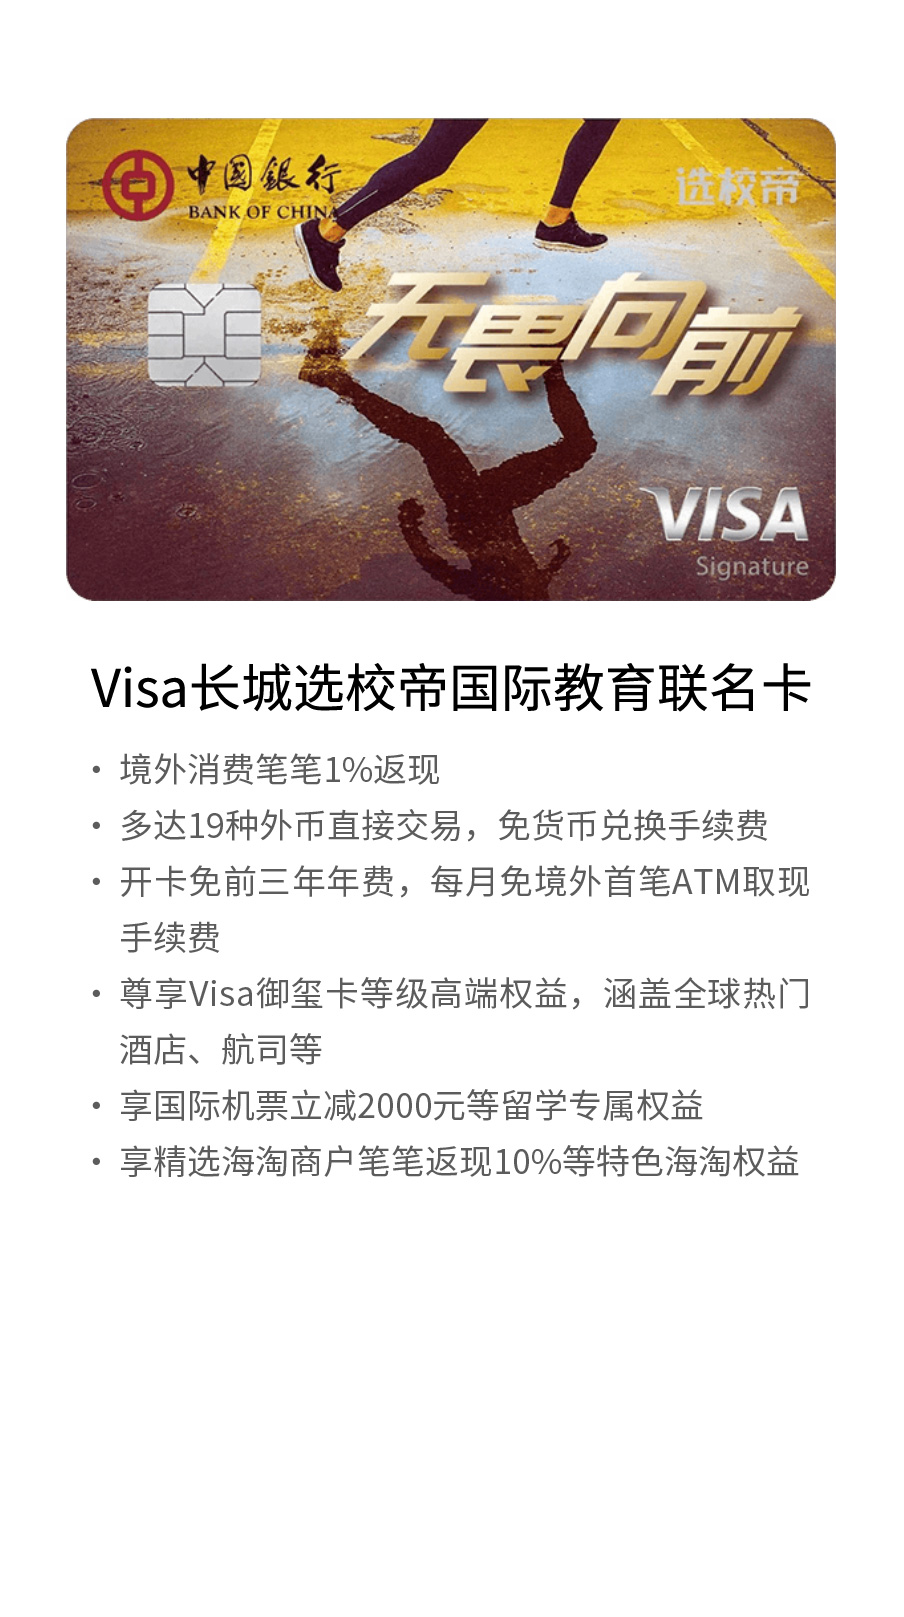 中国銀行
BANK OF CHINA
选校帝
无畏向前
VISA
Signature
Visa长城选校帝国际教育联名卡
• 境外消费笔笔1%返现
• 多达19种外币直接交易，免货币兑换手续费
• 开卡免前三年年费，每月免境外首笔ATM取现
手续费
• 尊享Visa御玺卡等级高端权益，涵盖全球热门
酒店、航司等
• 享国际机票立减2000元等留学专属权益
• 享精选海淘商户笔笔返现10%等特色海淘权益